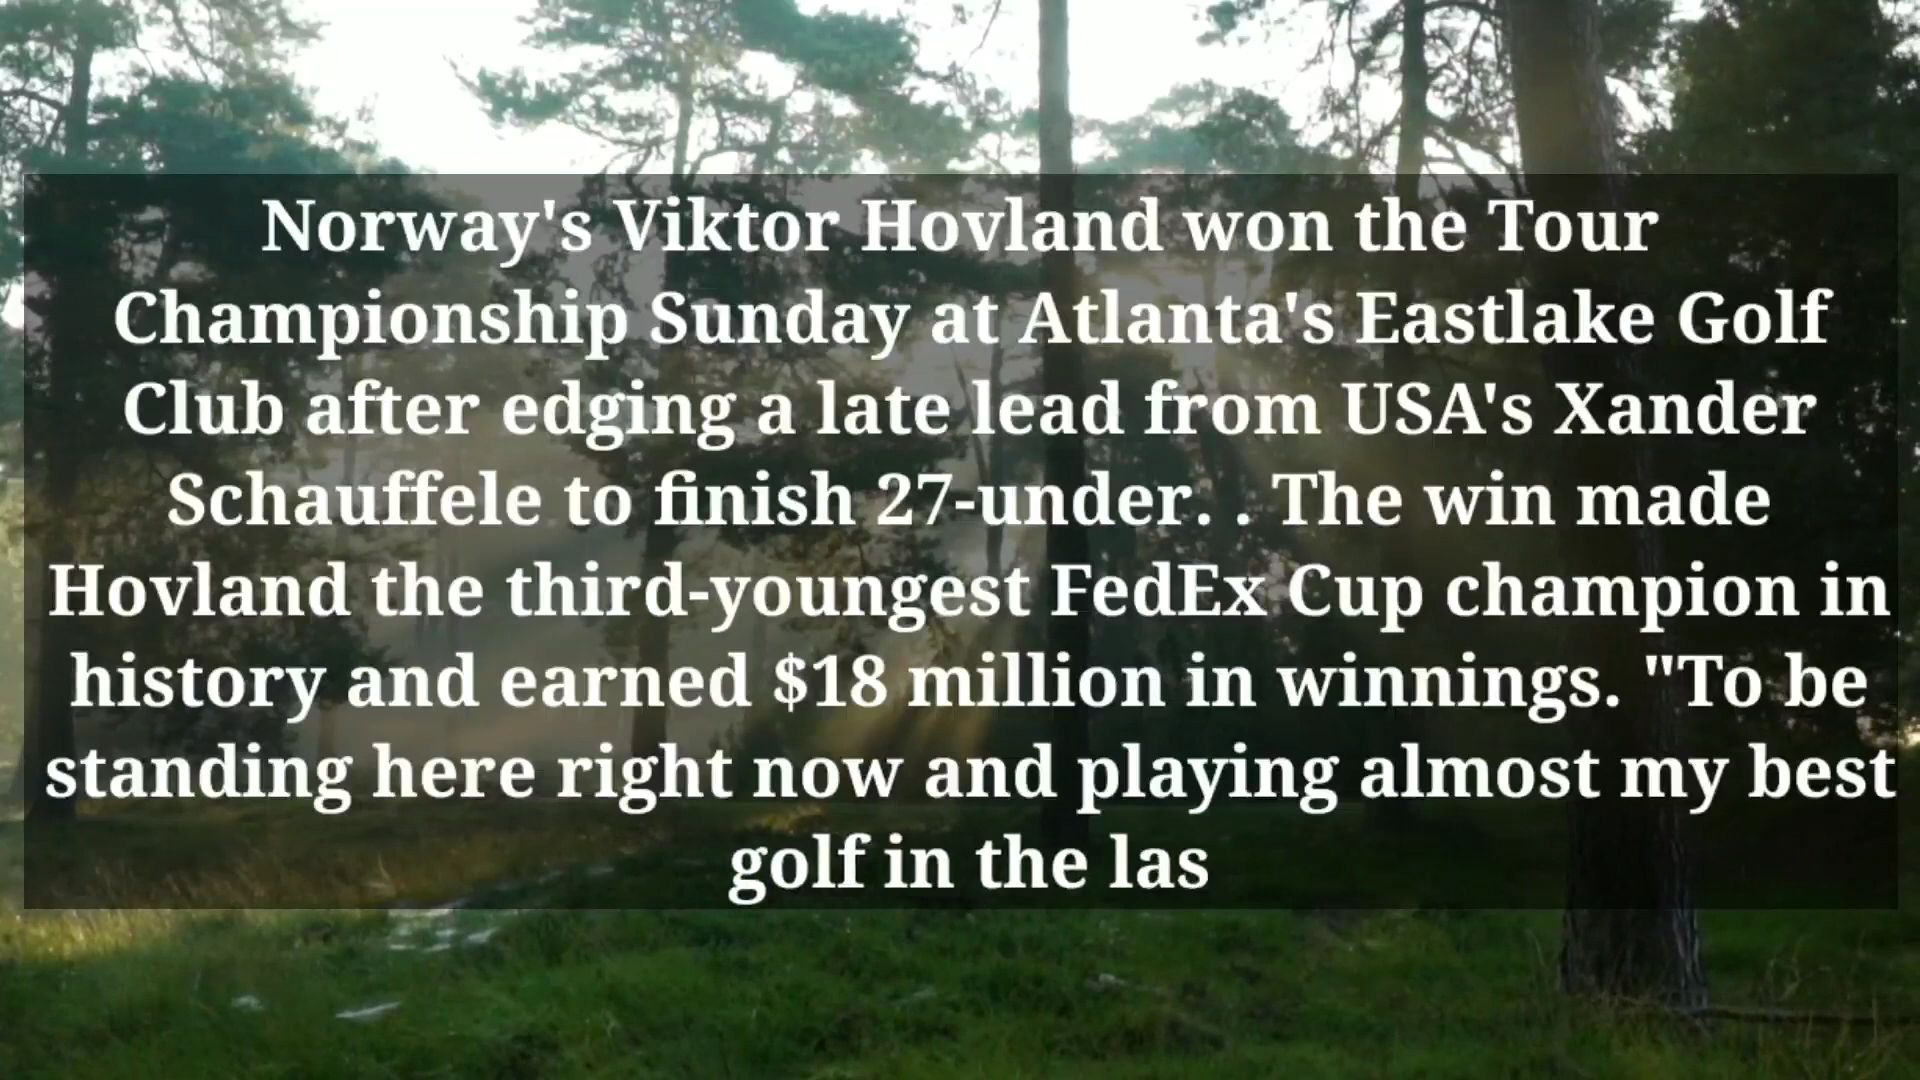 Norway's Viktor Hovland won the Tour
Championship Sunday at Atlanta's Eastlake Golf
Club after edging a late lead from USA's Xander
Schauffele to finish 27-under. . The win made
Hovland the third-youngest FedEx Cup champion in
history and earned $18 million in winnings. "To be
standing here right now and playing almost my best
golf in the las